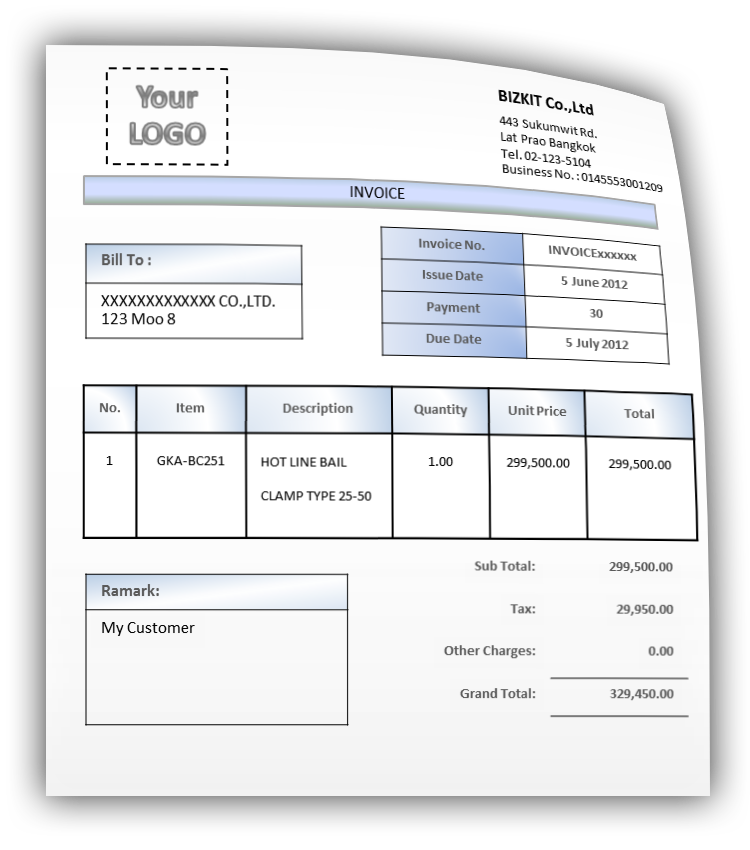 Your
LOGO
BIZKIT Co.,Ltd
443 Sukumwit Rd.
Lat Prao Bangkok
Tel. 02-123-5104
Business No. : 0145553001209
INVOICE
Bill To :
XXXXXXXXXXXXX CO.,LTD.
123 Moo 8
Invoice No. INVOICExxxxxx
Issue Date 5 June 2012
Payment 30
Due Date 5 July 2012
No. Item Description Quantity Unit Price Total
1 GKA-BC251 HOT LINE BAIL 1.00 299,500.00 299,500.00
CLAMP TYPE 25-50
Sub Total: 299,500.00
Tax: 29,950.00
Other Charges: 0.00
Grand Total: 329,450.00
Ramark:
My Customer